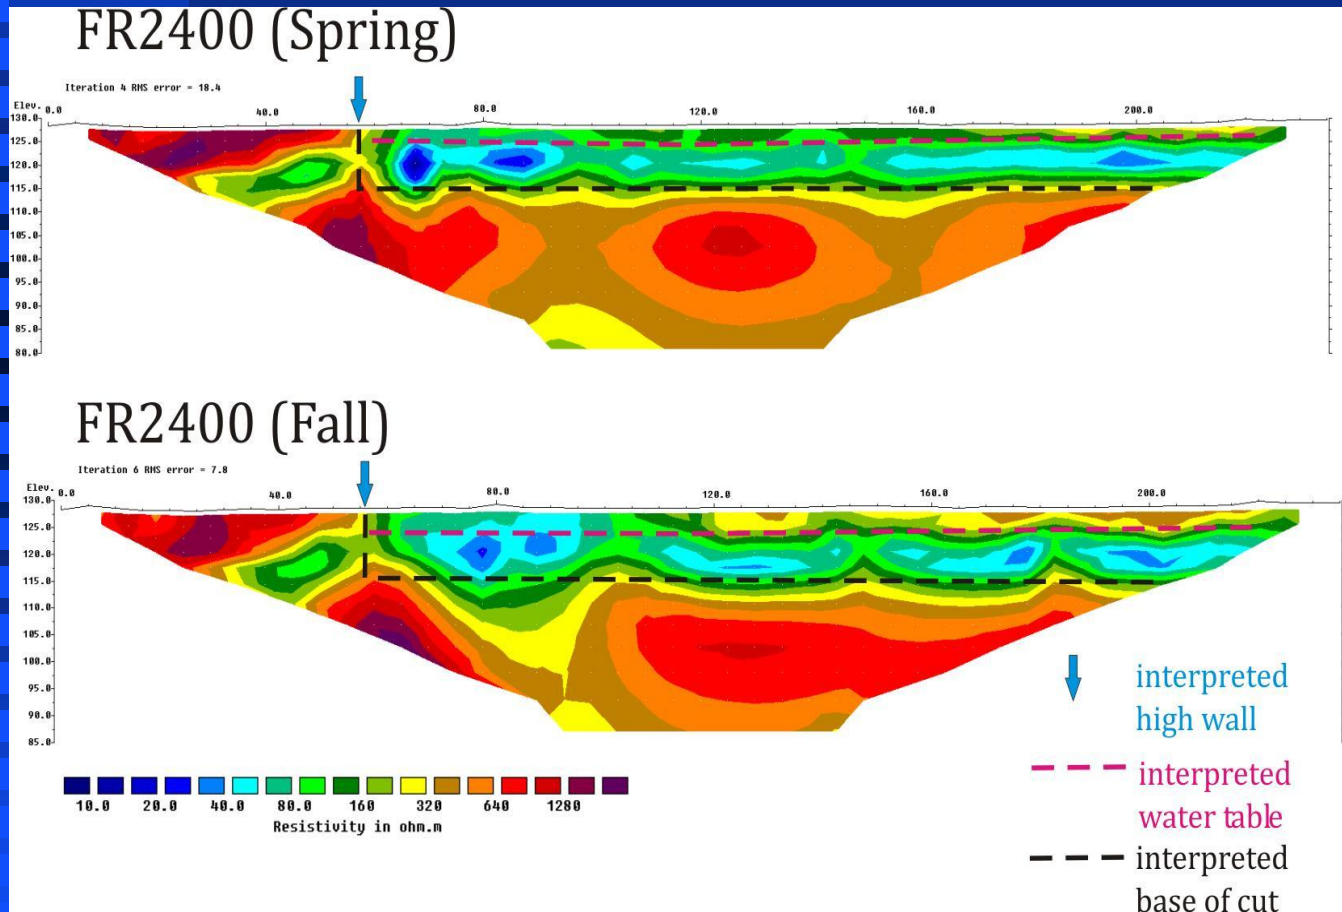 FR2400 (Spring)
Iteration 4 RMS error = 18.4
Elev. 0.0 40.0 80.0 120.0 160.0 200.0
130.0
125.0
120.0
115.0
110.0
105.0
100.0
95.0
90.0
85.0
80.0
FR2400 (Fall)
Iteration 6 RMS error = 7.8
Elev. 0.0 40.0 80.0 120.0 160.0 200.0
130.0
125.0
120.0
115.0
110.0
105.0
100.0
95.0
90.0
85.0
interpreted
high wall
interpreted
water table
interpreted
base of cut
10.0 20.0 40.0 80.0 160 320 640 1280
Resistivity in ohm.m